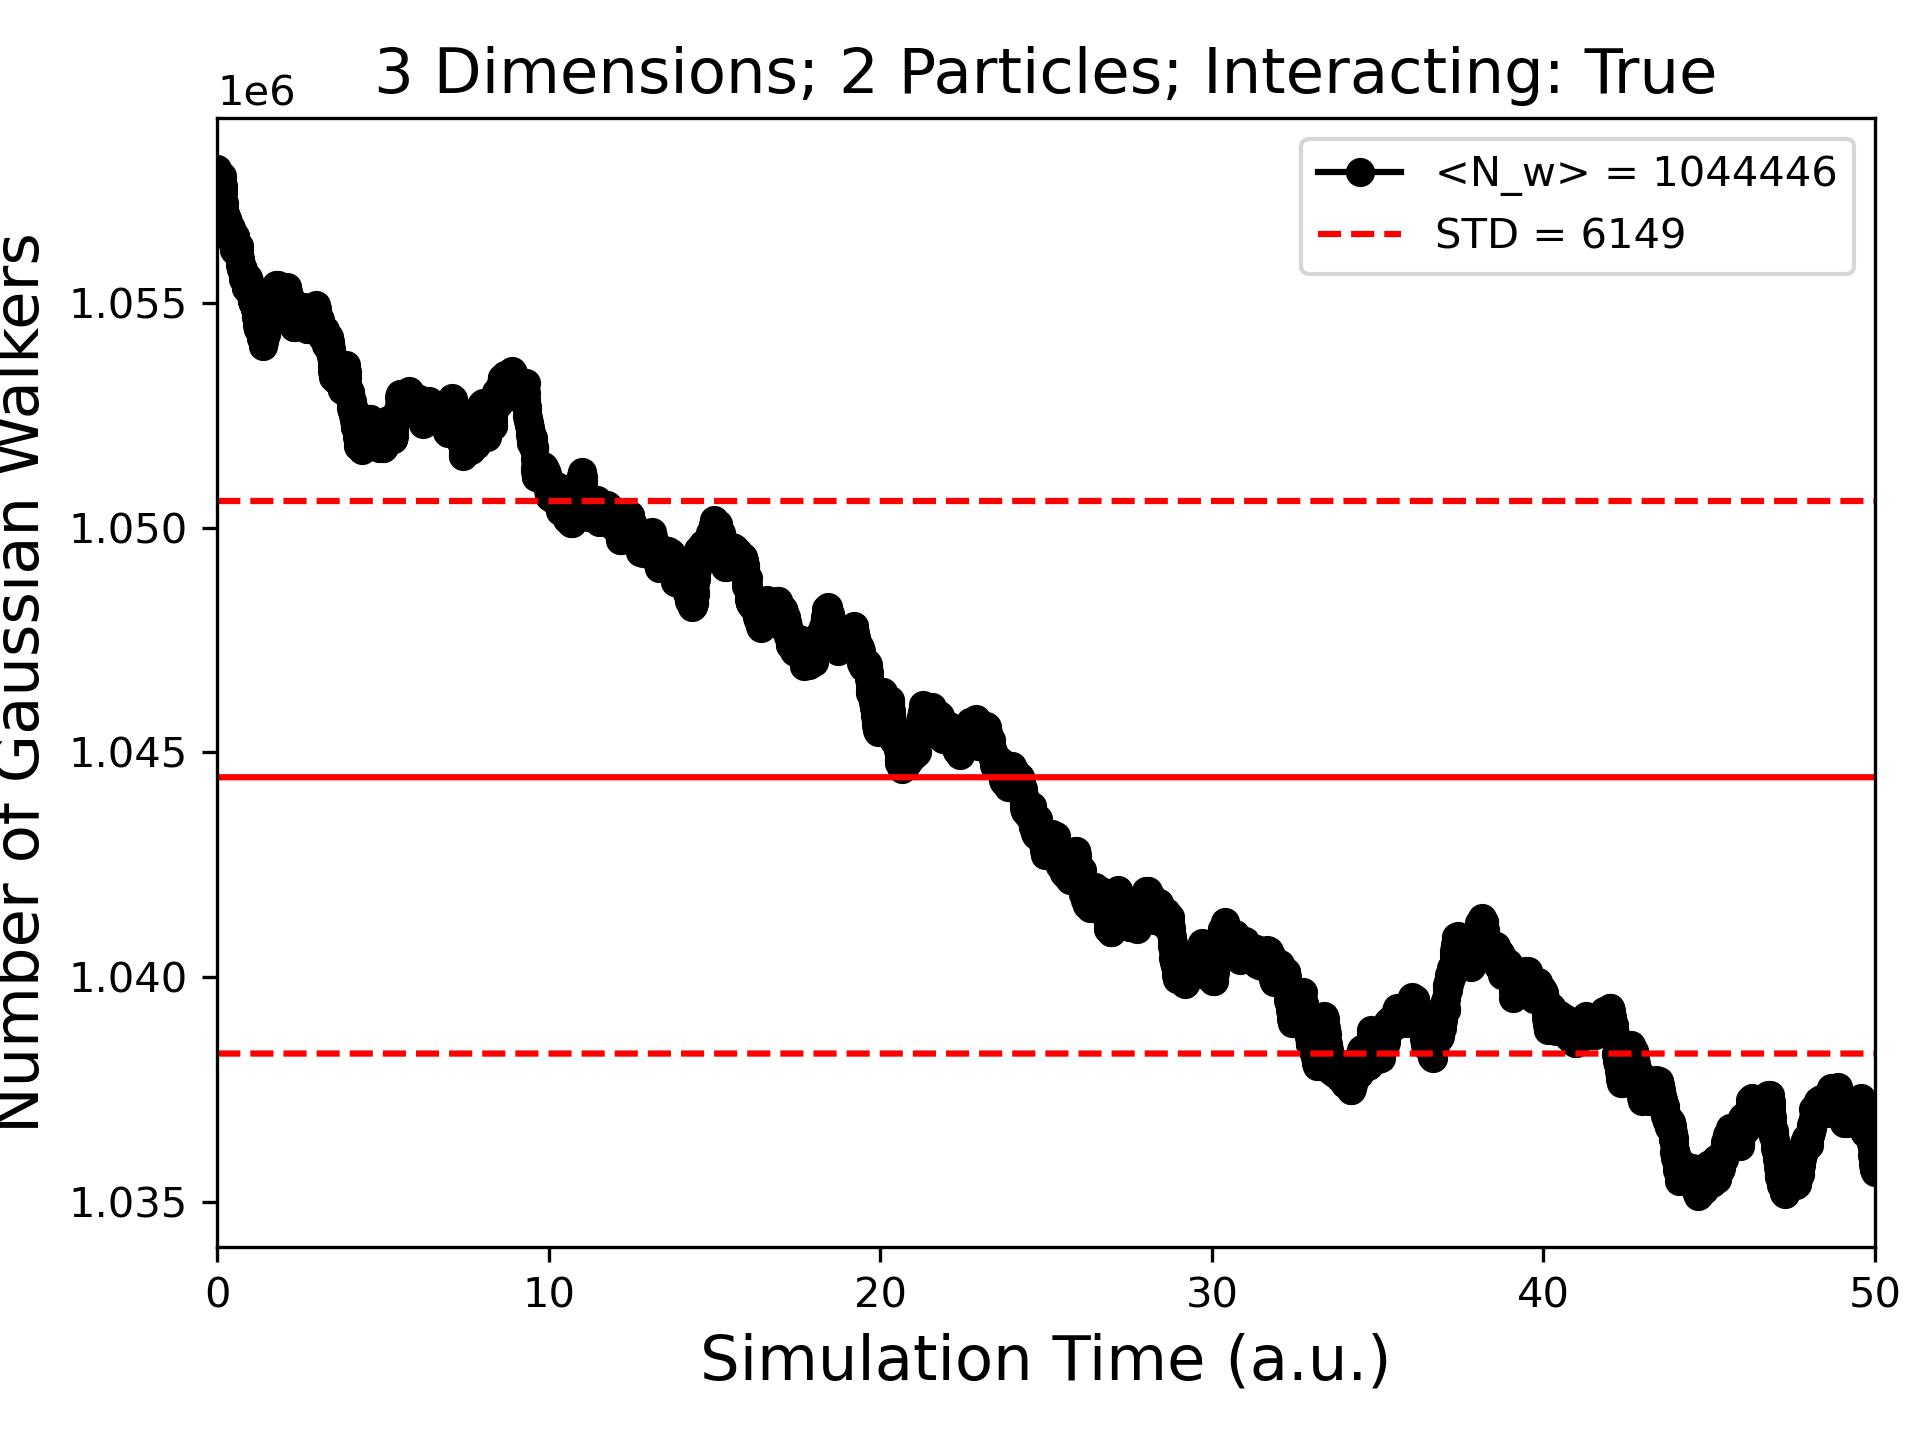 3 Dimensions; 2 Particles; Interacting: True
1e6
<N_w> = 1044446
STD = 6149
Number of Gaussian Walkers
1.055
1.050
1.045
1.040
1.035
0 10 20 30 40 50
Simulation Time (a.u.)